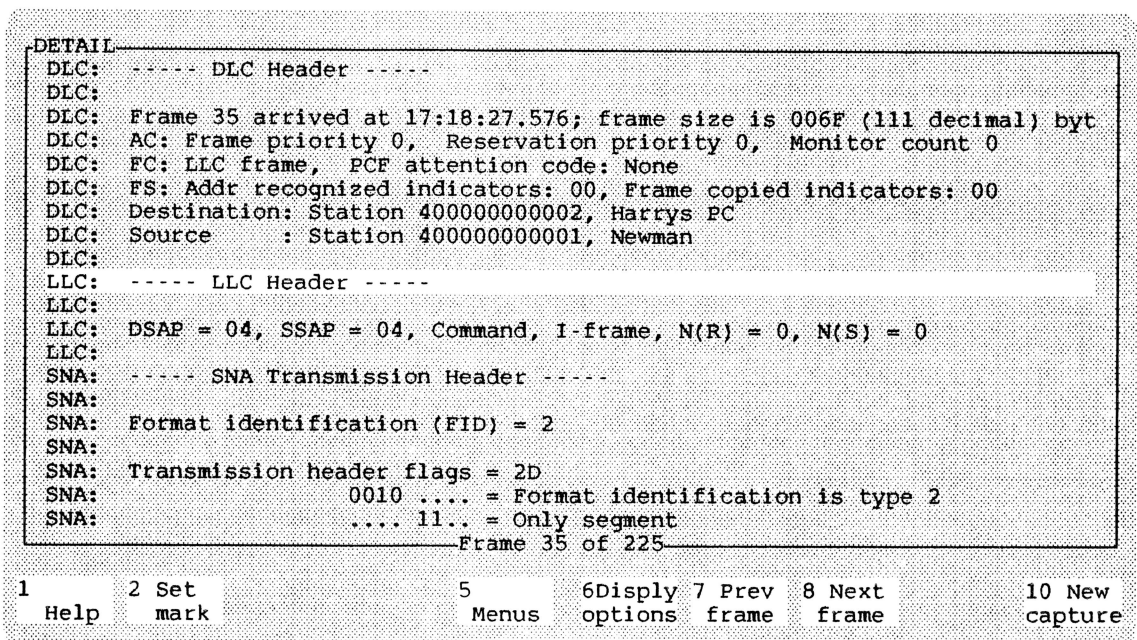 DETAIL
DLC: ----- DLC Header -----
DLC:
DLC: Frame 35 arrived at 17:18:27.576; frame size is 006F (111 decimal) byt
DLC: AC: Frame priority 0, Reservation priority 0, Monitor count 0
DLC: FC: LLC frame, PCF attention code: None
DLC: FS: Addr recognized indicators: 00, Frame copied indicators: 00
DLC: Destination: Station 400000000002, Harrys PC
DLC: Source : Station 400000000001, Newman
DLC:
LLC: ----- LLC Header -----
LLC:
LLC: DSAP = 04, SSAP = 04, Command, I-frame, N(R) = 0, N(S) = 0
LLC:
SNA: ----- SNA Transmission Header -----
SNA:
SNA: Format identification (FID) = 2
SNA:
SNA: Transmission header flags = 2D
SNA: 0010 .... = Format identification is type 2
SNA: .... 11.. = Only segment
Frame 35 of 225
1 2 Set 5 6Disply 7 Prev 8 Next 10 New
Help mark Menus options frame frame capture